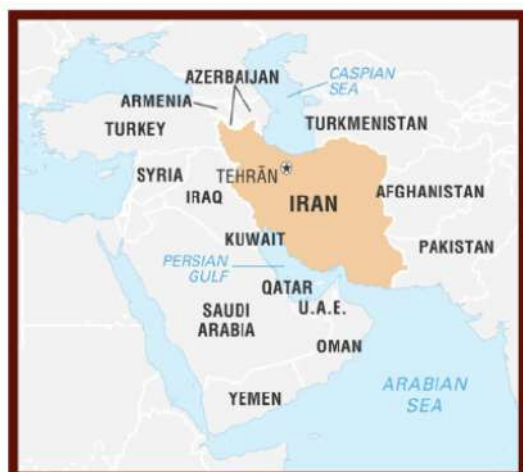 AZERBAIJAN
CASPIAN
SEA
ARMENIA
TURKEY
TURKMENISTAN
SYRIA
TEHRĀN
IRAQ
IRAN
AFGHANISTAN
KUWAIT
PAKISTAN
PERSIAN
GULF
QATAR
U.A.E.
SAUDI
ARABIA
OMAN
ARABIAN
SEA
YEMEN